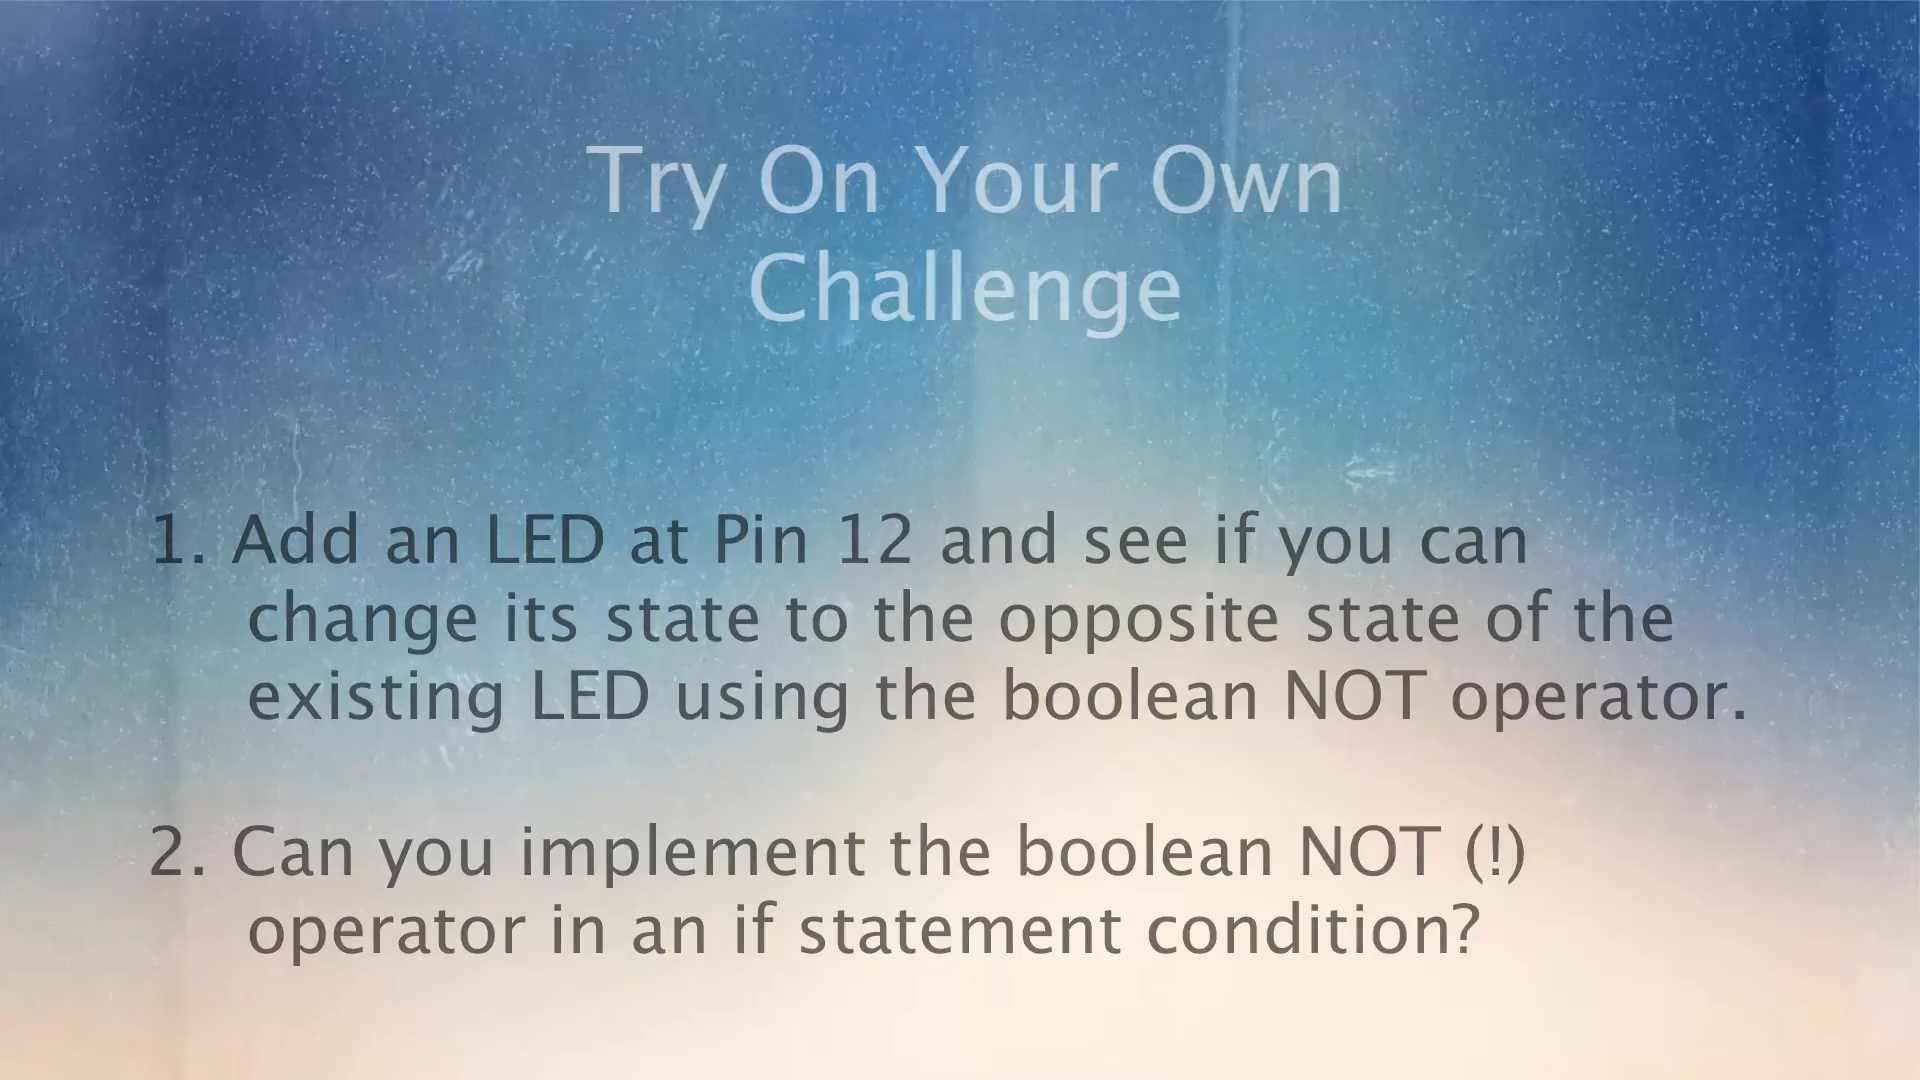 Try On Your Own
Challenge
1. Add an LED at Pin 12 and see if you can
change its state to the opposite state of the
existing LED using the boolean NOT operator.
2. Can you implement the boolean NOT (!)
operator in an if statement condition?